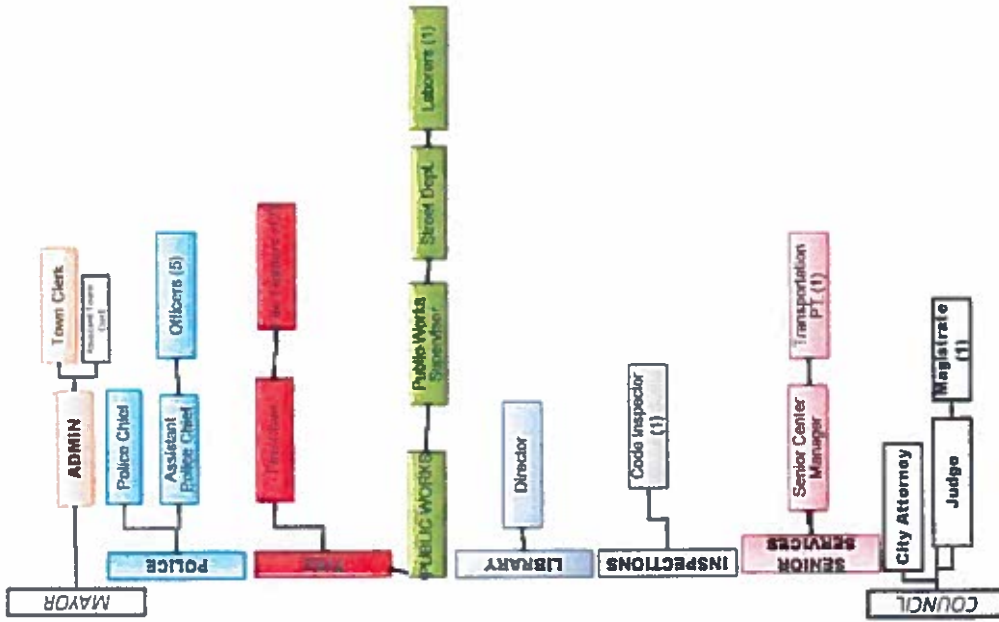 MAYOR
ADMIN
Town Clerk
POLICE
Police Chief
Assistant
Police Chief
Officers (5)
PUBLIC WORKS
Public Works
Supervisor
Street Dept.
Laborers (1)
LIBRARY
Director
INSPECTIONS
Code Inspector
(1)
SENIOR
SERVICES
Senior Center
Manager
Transportation
PT (1)
COUNCIL
City Attorney
Judge
Magistrate
(1)